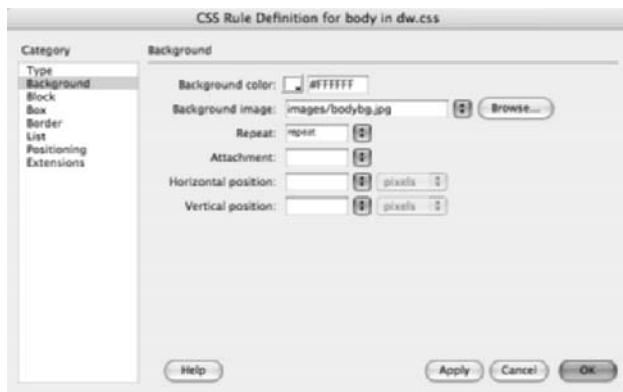 CSS Rule Definition for body in dw.css
Category
Type
Background
Block
Box
Border
List
Positioning
Extensions
Background
Background color: #FFFFFF
Background image: images/bodybg.jpg Browse...
Repeat: repeat
Attachment:
Horizontal position: pixels
Vertical position: pixels
Help Apply Cancel OK